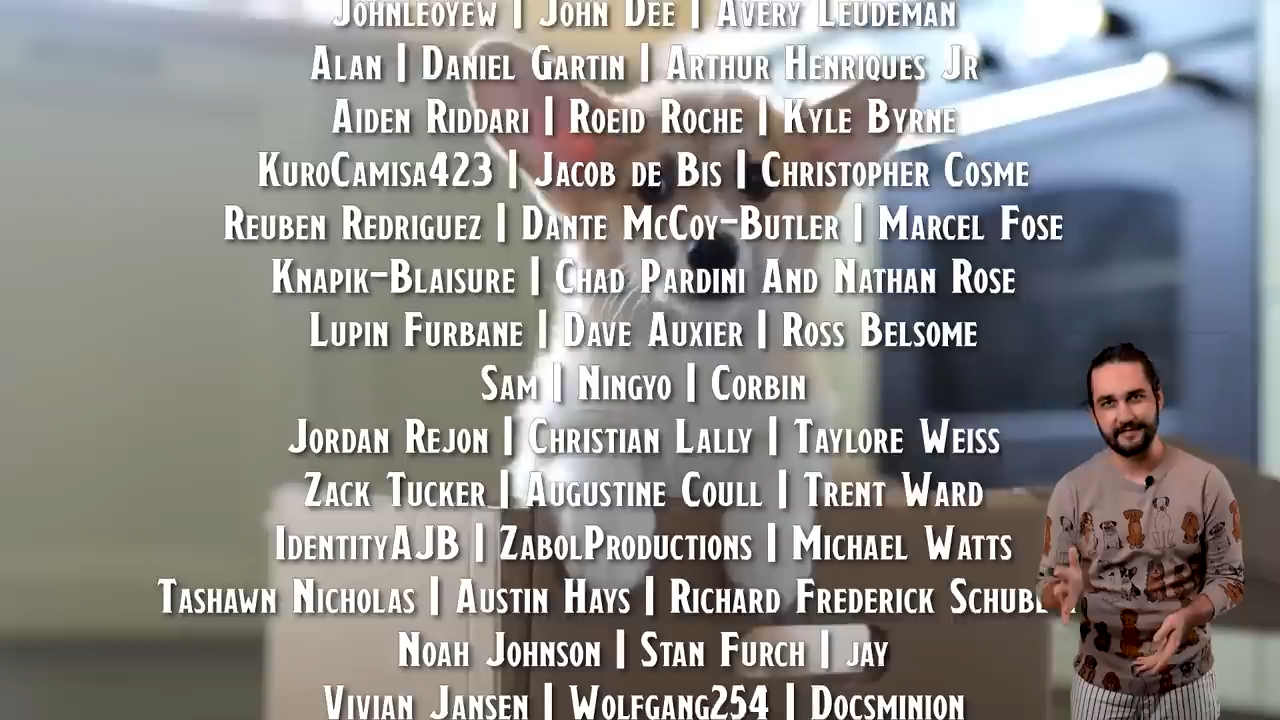 Johnleoyew | John Dee | Avery Leudeman
Alan | Daniel Gartin | Arthur Henriques Jr
Aiden Riddari | Roeid Roche | Kyle Byrne
KuroCamisa423 | Jacob de Bis | Christopher Cosme
Reuben Redriguez | Dante McCoy-Butler | Marcel Fose
Knapik-Blaisure | Chad Pardini And Nathan Rose
Lupin Furbane | Dave Auxier | Ross Belsome
Sam | Ningyo | Corbin
Jordan Rejon | Christian Lally | Taylore Weiss
Zack Tucker | Augustine Coull | Trent Ward
IdentityAJB | ZabolProductions | Michael Watts
Tashawn Nicholas | Austin Hays | Richard Frederick
Noah Johnson | Stan Furch | jay
Vivian Jansen | Wolfgang254 | Docsminion